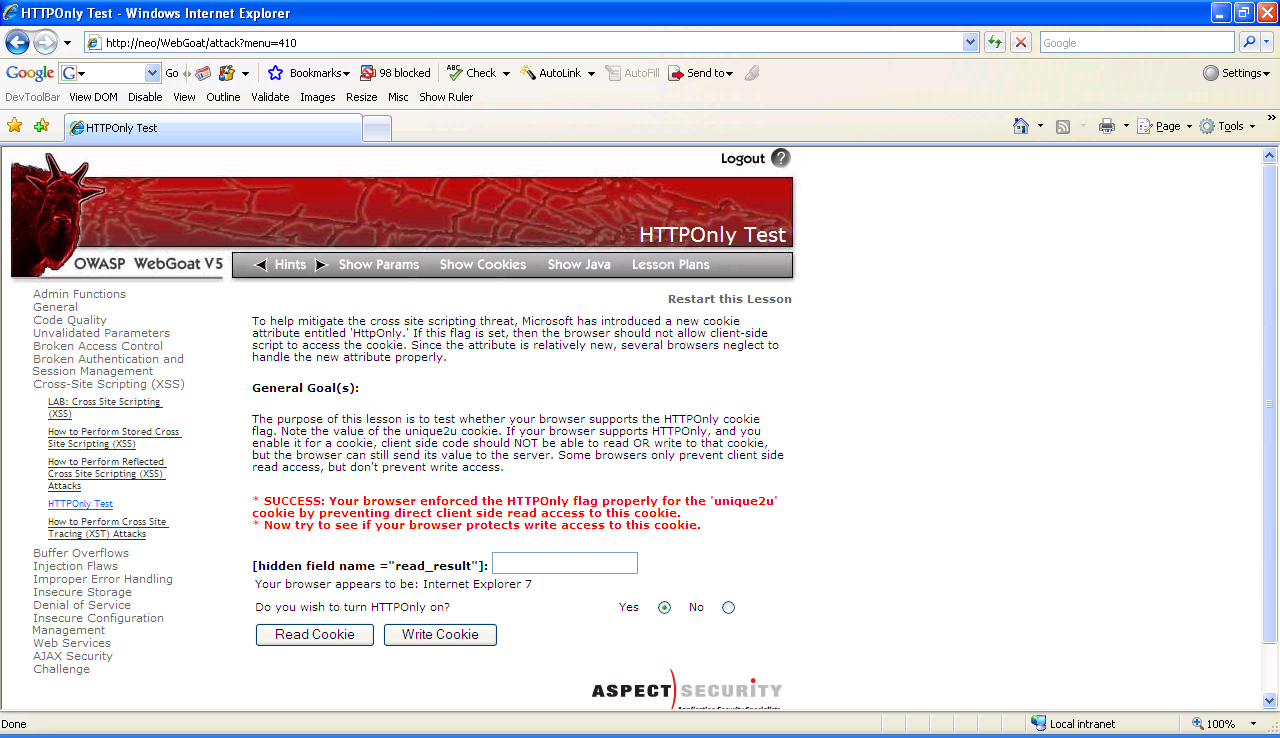 HTTPOnly Test - Windows Internet Explorer
http://neo/WebGoat/attack?menu=410
Google
Google G Go Bookmarks 98 blocked ABC Check AutoLink AutoFill Send to Settings
DevToolBar View DOM Disable View Outline Validate Images Resize Misc Show Ruler
HTTPOnly Test Page Tools »
Logout ?
HTTPOnly Test
OWASP WebGoat V5 Hints Show Params Show Cookies Show Java Lesson Plans
Admin Functions
General
Code Quality
Unvalidated Parameters
Broken Access Control
Broken Authentication and
Session Management
Cross-Site Scripting (XSS)
LAB: Cross Site Scripting
(XSS)
How to Perform Stored Cross
Site Scripting (XSS)
How to Perform Reflected
Cross Site Scripting (XSS)
Attacks
HTTPOnly Test
How to Perform Cross Site
Tracing (XST) Attacks
Buffer Overflows
Injection Flaws
Improper Error Handling
Insecure Storage
Denial of Service
Insecure Configuration
Management
Web Services
AJAX Security
Challenge
Restart this Lesson
To help mitigate the cross site scripting threat, Microsoft has introduced a new cookie
attribute entitled 'HttpOnly.' If this flag is set, then the browser should not allow client-side
script to access the cookie. Since the attribute is relatively new, several browsers neglect to
handle the new attribute properly.
General Goal(s):
The purpose of this lesson is to test whether your browser supports the HTTPOnly cookie
flag. Note the value of the unique2u cookie. If your browser supports HTTPOnly, and you
enable it for a cookie, client side code should NOT be able to read OR write to that cookie,
but the browser can still send its value to the server. Some browsers only prevent client side
read access, but don't prevent write access.
* SUCCESS: Your browser enforced the HTTPOnly flag properly for the 'unique2u'
cookie by preventing direct client side read access to this cookie.
* Now try to see if your browser protects write access to this cookie.
[hidden field name ="read_result"]:
Your browser appears to be: Internet Explorer 7
Do you wish to turn HTTPOnly on? Yes No
Read Cookie Write Cookie
ASPECT SECURITY
Application Security Specialists
Done Local intranet 100%